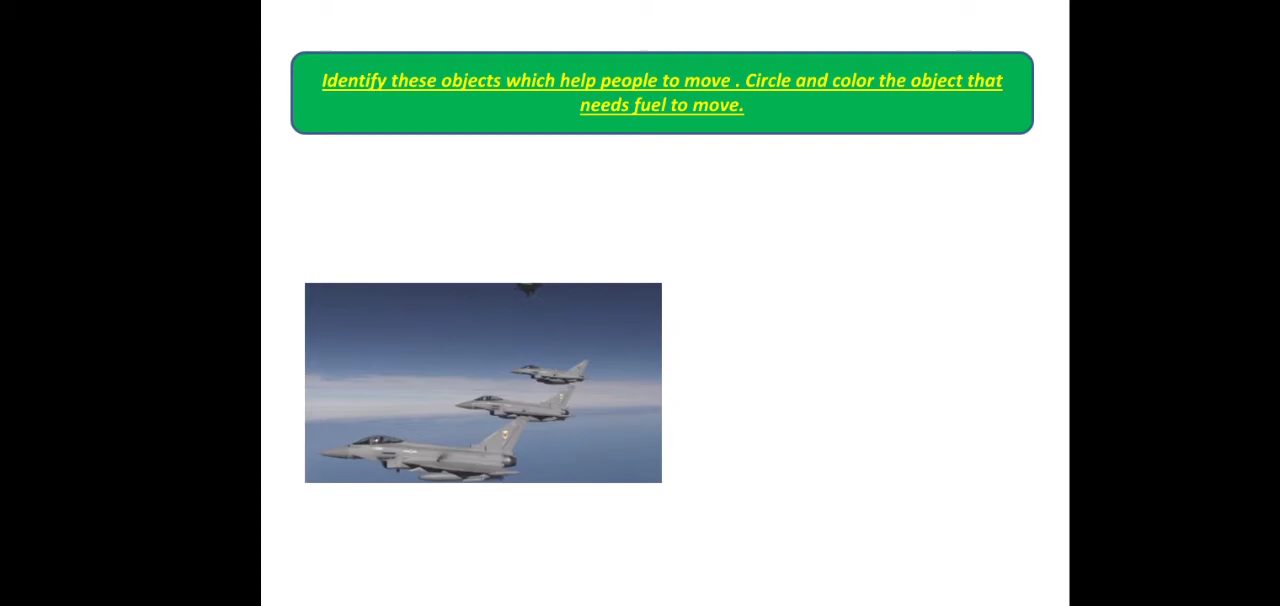 Identify these objects which help people to move . Circle and color the object that
needs fuel to move.